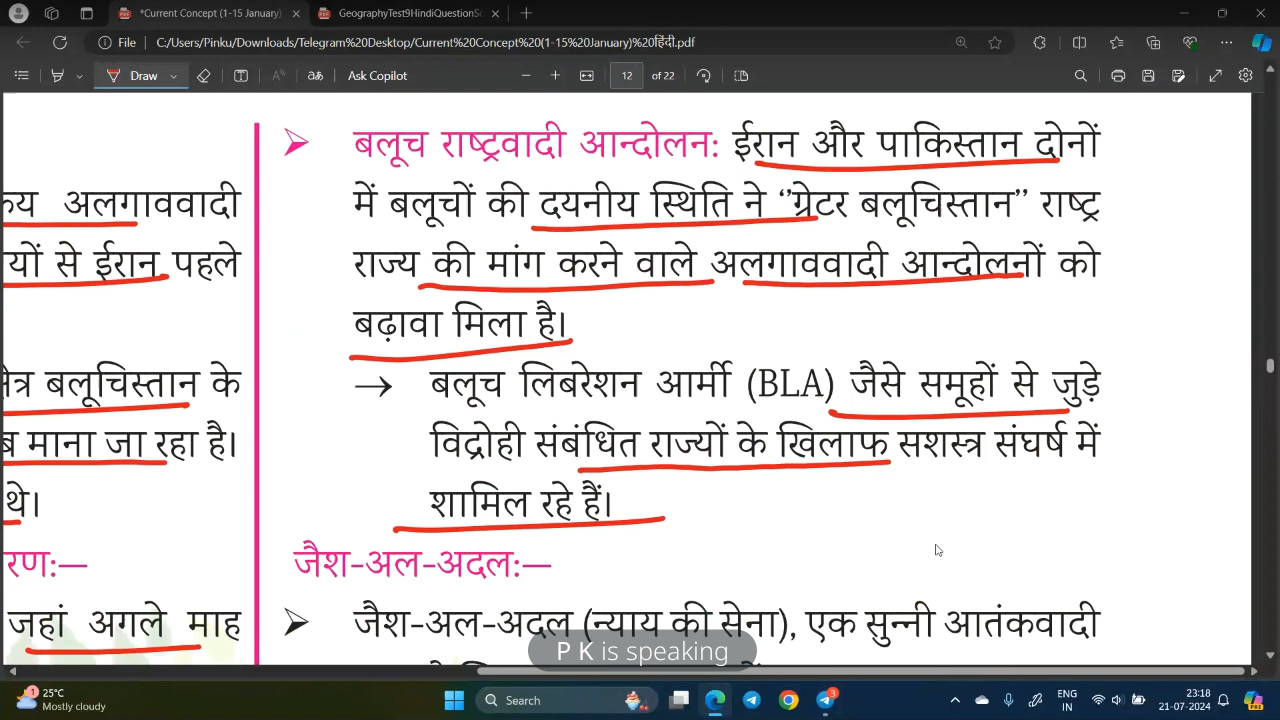 *Current Concept (1-15 January)
GeographyTest9HindiQuestionSo
File C:/Users/Pinku/Downloads/Telegram%20Desktop/Current%20Concept%20(1-15%20January)%20हिंदी.pdf
Draw
Ask Copilot
12 of 22
क्य अलगाववादी
यों से ईरान पहले
क्षेत्र बलूचिस्तान के
ब माना जा रहा है।
थे।
रण:—
जहां अगले माह
बलूच राष्ट्रवादी आन्दोलन: ईरान और पाकिस्तान दोनों
में बलूचों की दयनीय स्थिति ने ‘‘ग्रेटर बलूचिस्तान’’ राष्ट्र
राज्य की मांग करने वाले अलगाववादी आन्दोलनों को
बढ़ावा मिला है।
→ बलूच लिबरेशन आर्मी (BLA) जैसे समूहों से जुड़े
विद्रोही संबंधित राज्यों के खिलाफ सशस्त्र संघर्ष में
शामिल रहे हैं।
जैश-अल-अदल:—
जैश-अल-अदल (न्याय की सेना), एक सुन्नी आतंकवादी
P K is speaking
1
25°C
Mostly cloudy
Search
3
ENG
IN
23:18
21-07-2024